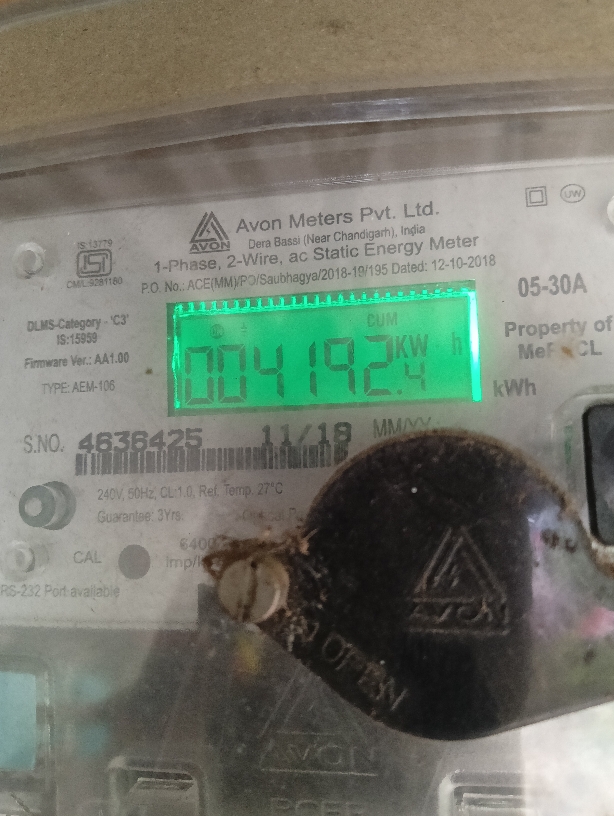 Avon Meters Pvt. Ltd.
AVON
Dera Bassi (Near Chandigarh), India
1-Phase, 2-Wire, ac Static Energy Meter
P.O. No.: ACE(MM)/PO/Saubhagya/2018-19/195 Dated: 12-10-2018
IS:13779
ISI
UW
05-30A
DLMS-Category - 'C3'
IS:15959
Firmware Ver.: AA1.00
TYPE: AEM-106
CUM
004192.4 KW h
Property of
kWh
S.NO. 4636425 11/18 MM/YY
240V, 50Hz, CL:1.0, Ref. Temp. 27°C
Guarantee: 3Yrs.
CAL
6400
RS-232 Port available
AVON
OPEN
AVON